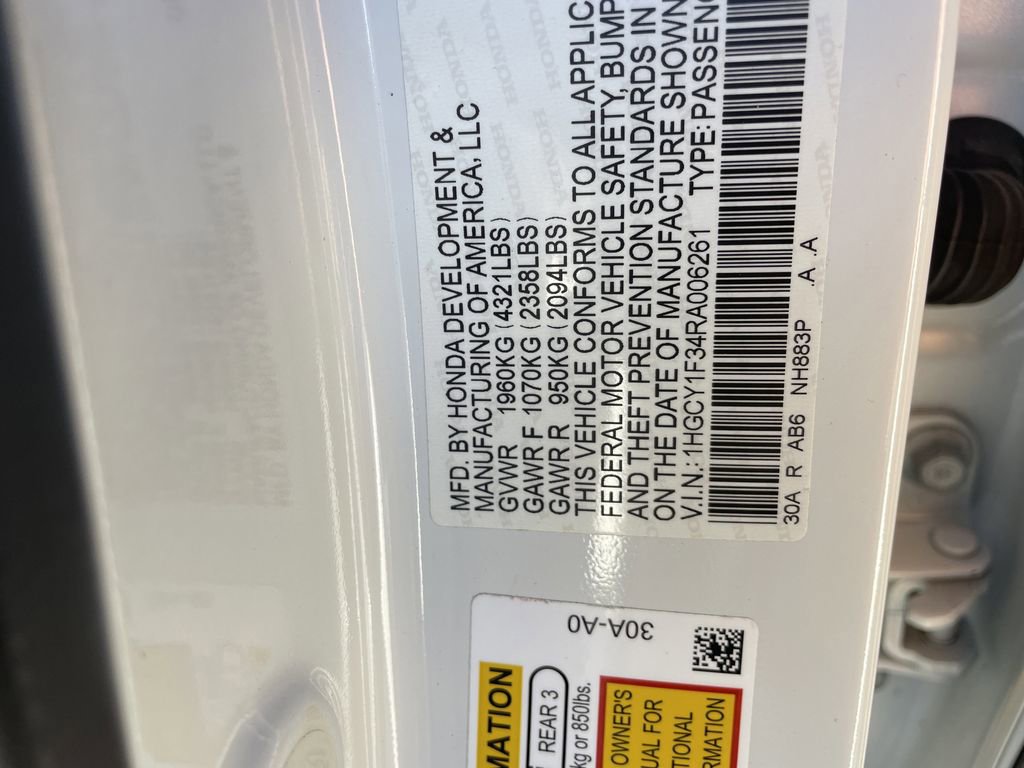 MFD. BY HONDA DEVELOPMENT &
MANUFACTURING OF AMERICA, LLC
GVWR 1960KG (4321LBS)
GAWR F 1070KG (2358LBS)
GAWR R 950KG (2094LBS)
THIS VEHICLE CONFORMS TO ALL APPLIC
FEDERAL MOTOR VEHICLE SAFETY, BUMP
AND THEFT PREVENTION STANDARDS IN
ON THE DATE OF MANUFACTURE SHOWN
V.I.N.:1HGCY1F34RA006261 TYPE:PASSENG
30A R AB6 NH883P .A .A
30A-A0
MATION
REAR 3
kg or 850lbs.
OWNER'S
UAL FOR
TIONAL
RMATION